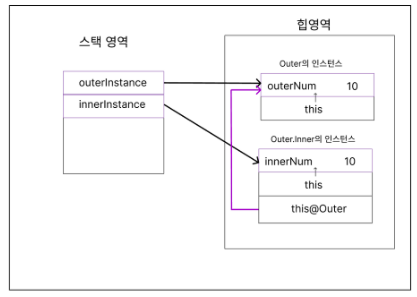 스택 영역
outerInstance
innerInstance
힙영역
Outer의 인스턴스
outerNum 10
this
Outer.Inner의 인스턴스
innerNum 10
this
this@Outer